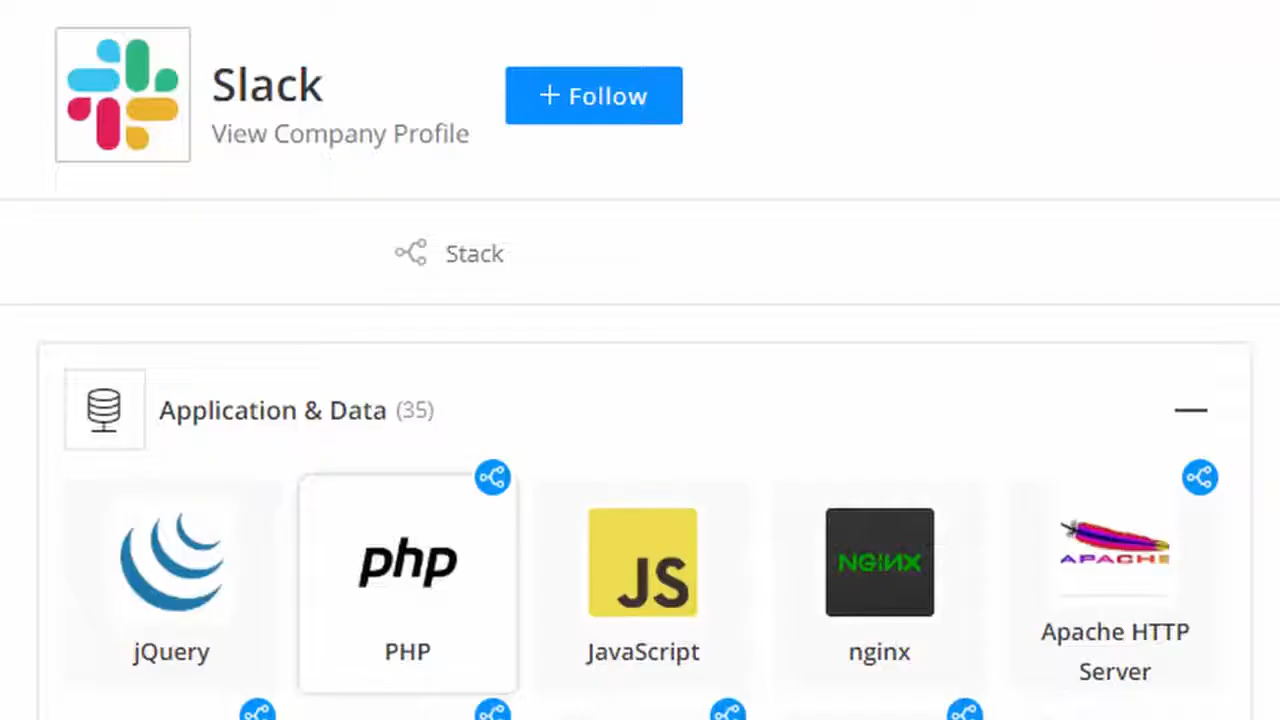 Slack
+ Follow
View Company Profile
Stack
Application & Data (35)
php
JS
NGINX
APACHE
jQuery
PHP
JavaScript
nginx
Apache HTTP
Server